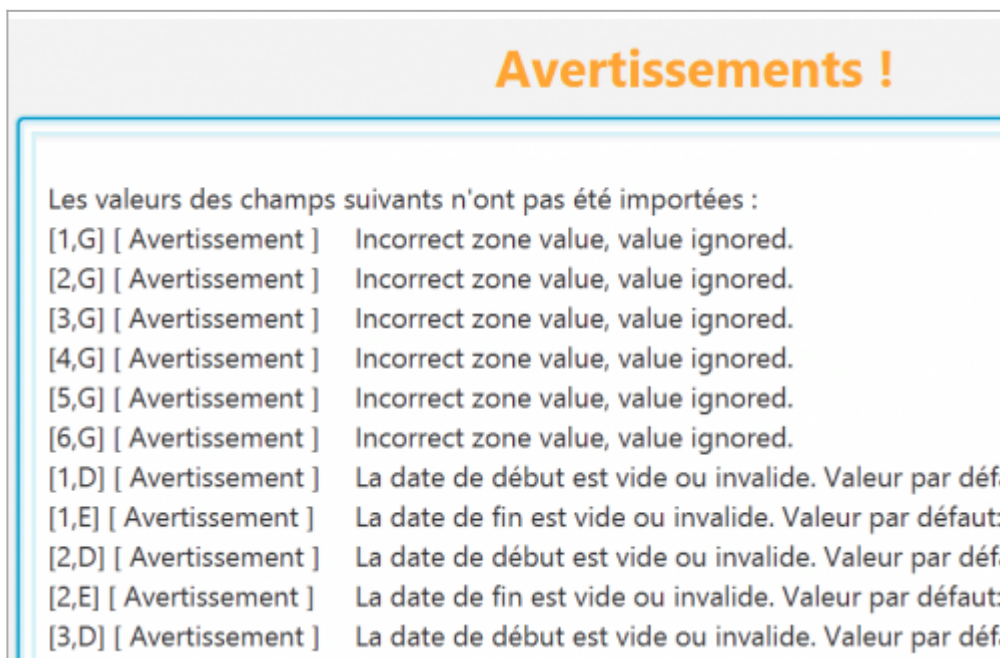 Avertissements !
Les valeurs des champs suivants n'ont pas été importées :
[1,G] [ Avertissement ] Incorrect zone value, value ignored.
[2,G] [ Avertissement ] Incorrect zone value, value ignored.
[3,G] [ Avertissement ] Incorrect zone value, value ignored.
[4,G] [ Avertissement ] Incorrect zone value, value ignored.
[5,G] [ Avertissement ] Incorrect zone value, value ignored.
[6,G] [ Avertissement ] Incorrect zone value, value ignored.
[1,D] [ Avertissement ] La date de début est vide ou invalide. Valeur par
[1,E] [ Avertissement ] La date de fin est vide ou invalide. Valeur par défaut:
[2,D] [ Avertissement ] La date de début est vide ou invalide. Valeur par
[2,E] [ Avertissement ] La date de fin est vide ou invalide. Valeur par défaut:
[3,D] [ Avertissement ] La date de début est vide ou invalide. Valeur par